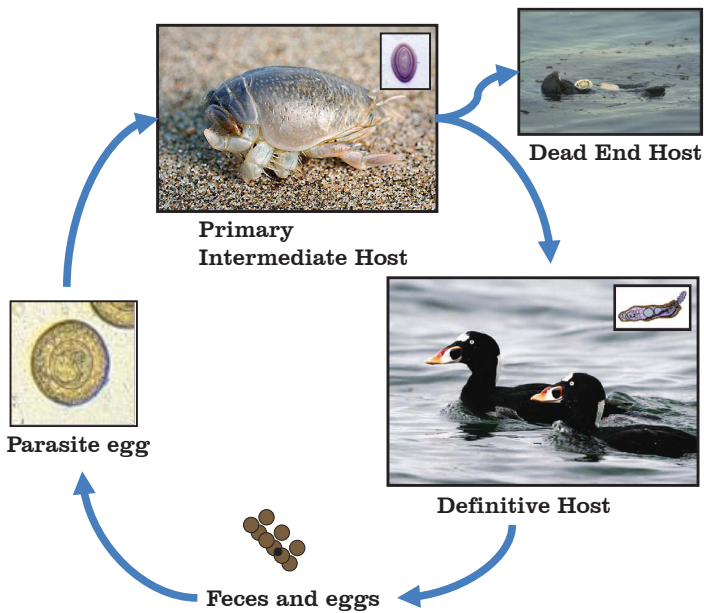 Dead End Host
Primary
Intermediate Host
Parasite egg
Definitive Host
Feces and eggs